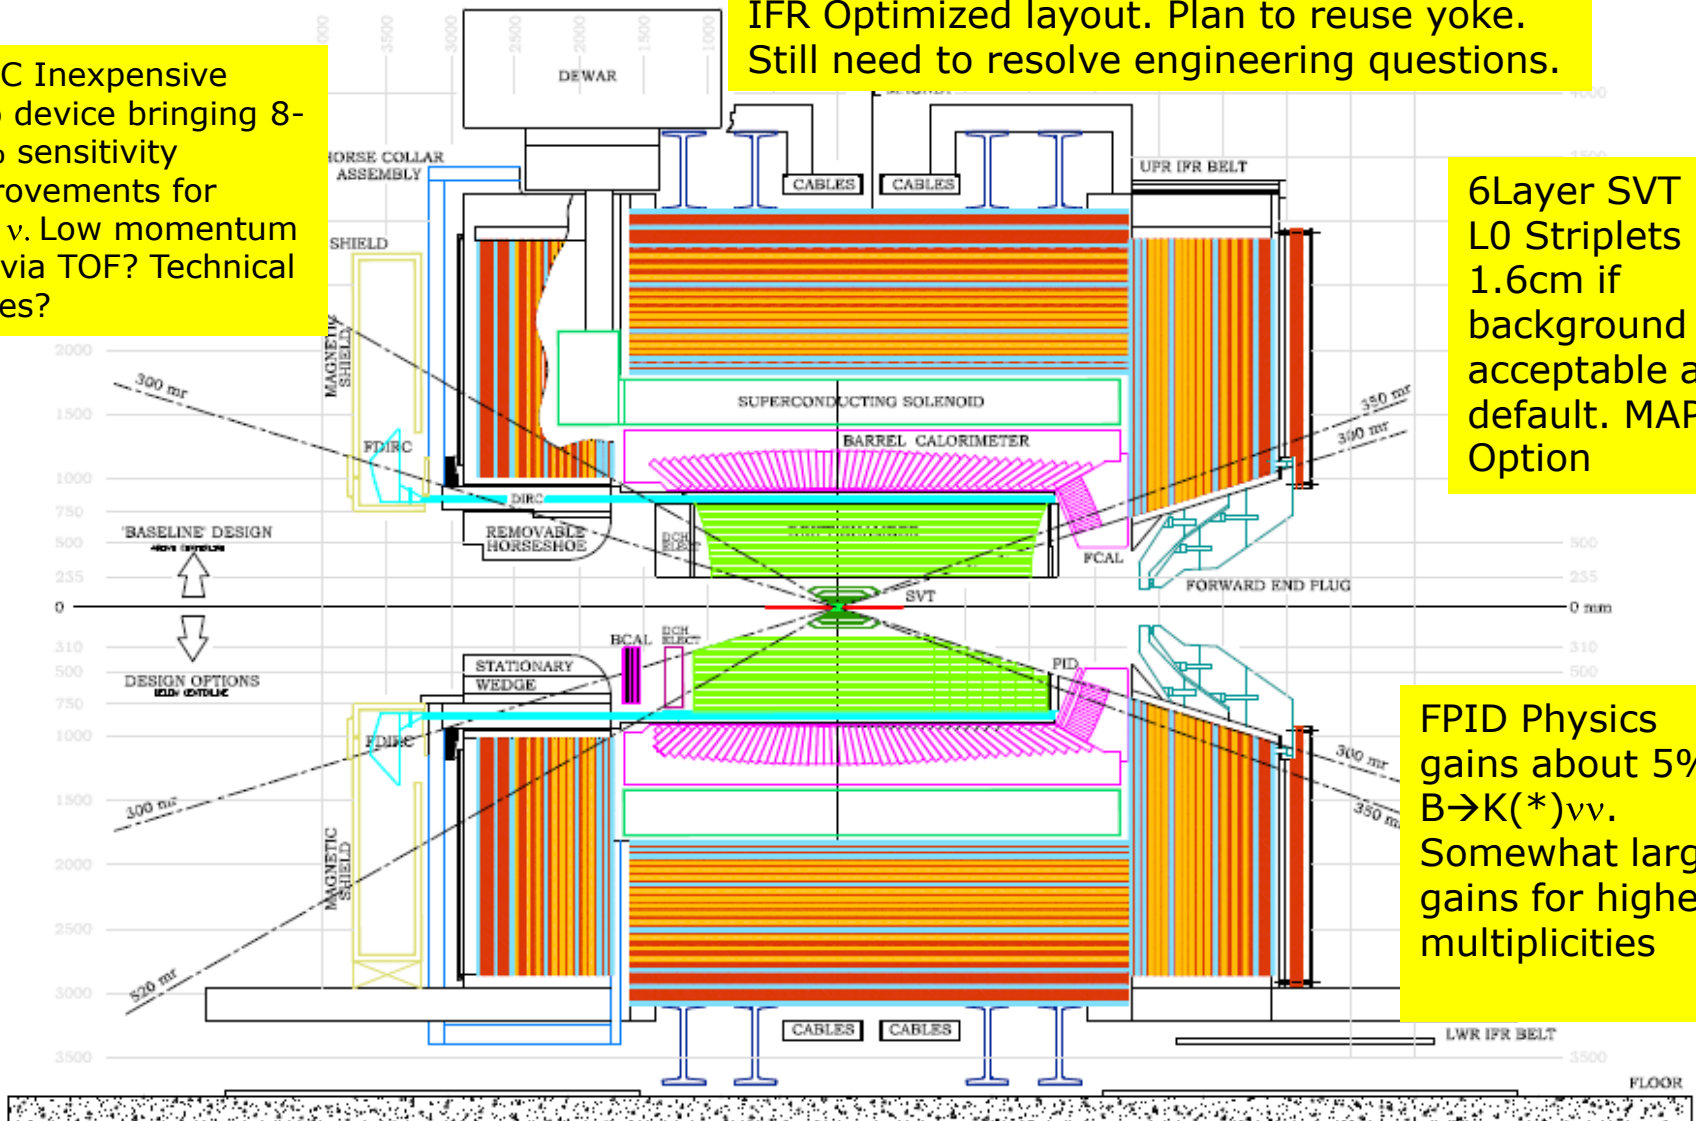 IFR Optimized layout. Plan to reuse yoke.
Still need to resolve engineering questions.
C Inexpensive
device bringing 8-
% sensitivity
rovements for
ν. Low momentum
via TOF? Technical
es?
6Layer SVT
L0 Striplets
1.6cm if
background
acceptable a
default. MAP
Option
FPID Physics
gains about 5%
B→K(*)νν.
Somewhat larg
gains for highe
multiplicities
3500
3000
2500
2000
1500
1000
DEWAR
HORSE COLLAR
ASSEMBLY
CABLES
CABLES
UPR IFR BELT
SHIELD
MAGNETIC
SHIELD
2000
300 mr
1500
SUPERCONDUCTING SOLENOID
350 mr
300 mr
BARREL CALORIMETER
FDIRC
1000
DIRC
750
'BASELINE' DESIGN
REMOVABLE
HORSESHOE
DCH
ELECT
500
500
FCAL
235
235
FORWARD END PLUG
SVT
0
0 mm
310
310
BCAL
DCH
ELECT
500
500
STATIONARY
WEDGE
PID
DESIGN OPTIONS
BELOW CENTERLINE
750
1000
FDIRC
300 mr
300 mr
1500
350 m
MAGNETIC
SHIELD
2000
2500
520 mr
3000
CABLES
CABLES
LWR IFR BELT
3500
3500
FLOOR